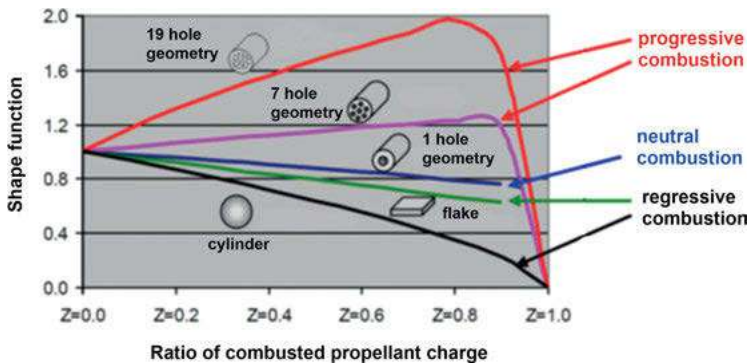 2.0
1.6
1.2
0.8
0.4
0.0
Shape function
19 hole
geometry
7 hole
geometry
1 hole
geometry
flake
cylinder
progressive
combustion
neutral
combustion
regressive
combustion
Z=0.0 Z=0.2 Z=0.4 Z=0.6 Z=0.8 Z=1.0
Ratio of combusted propellant charge